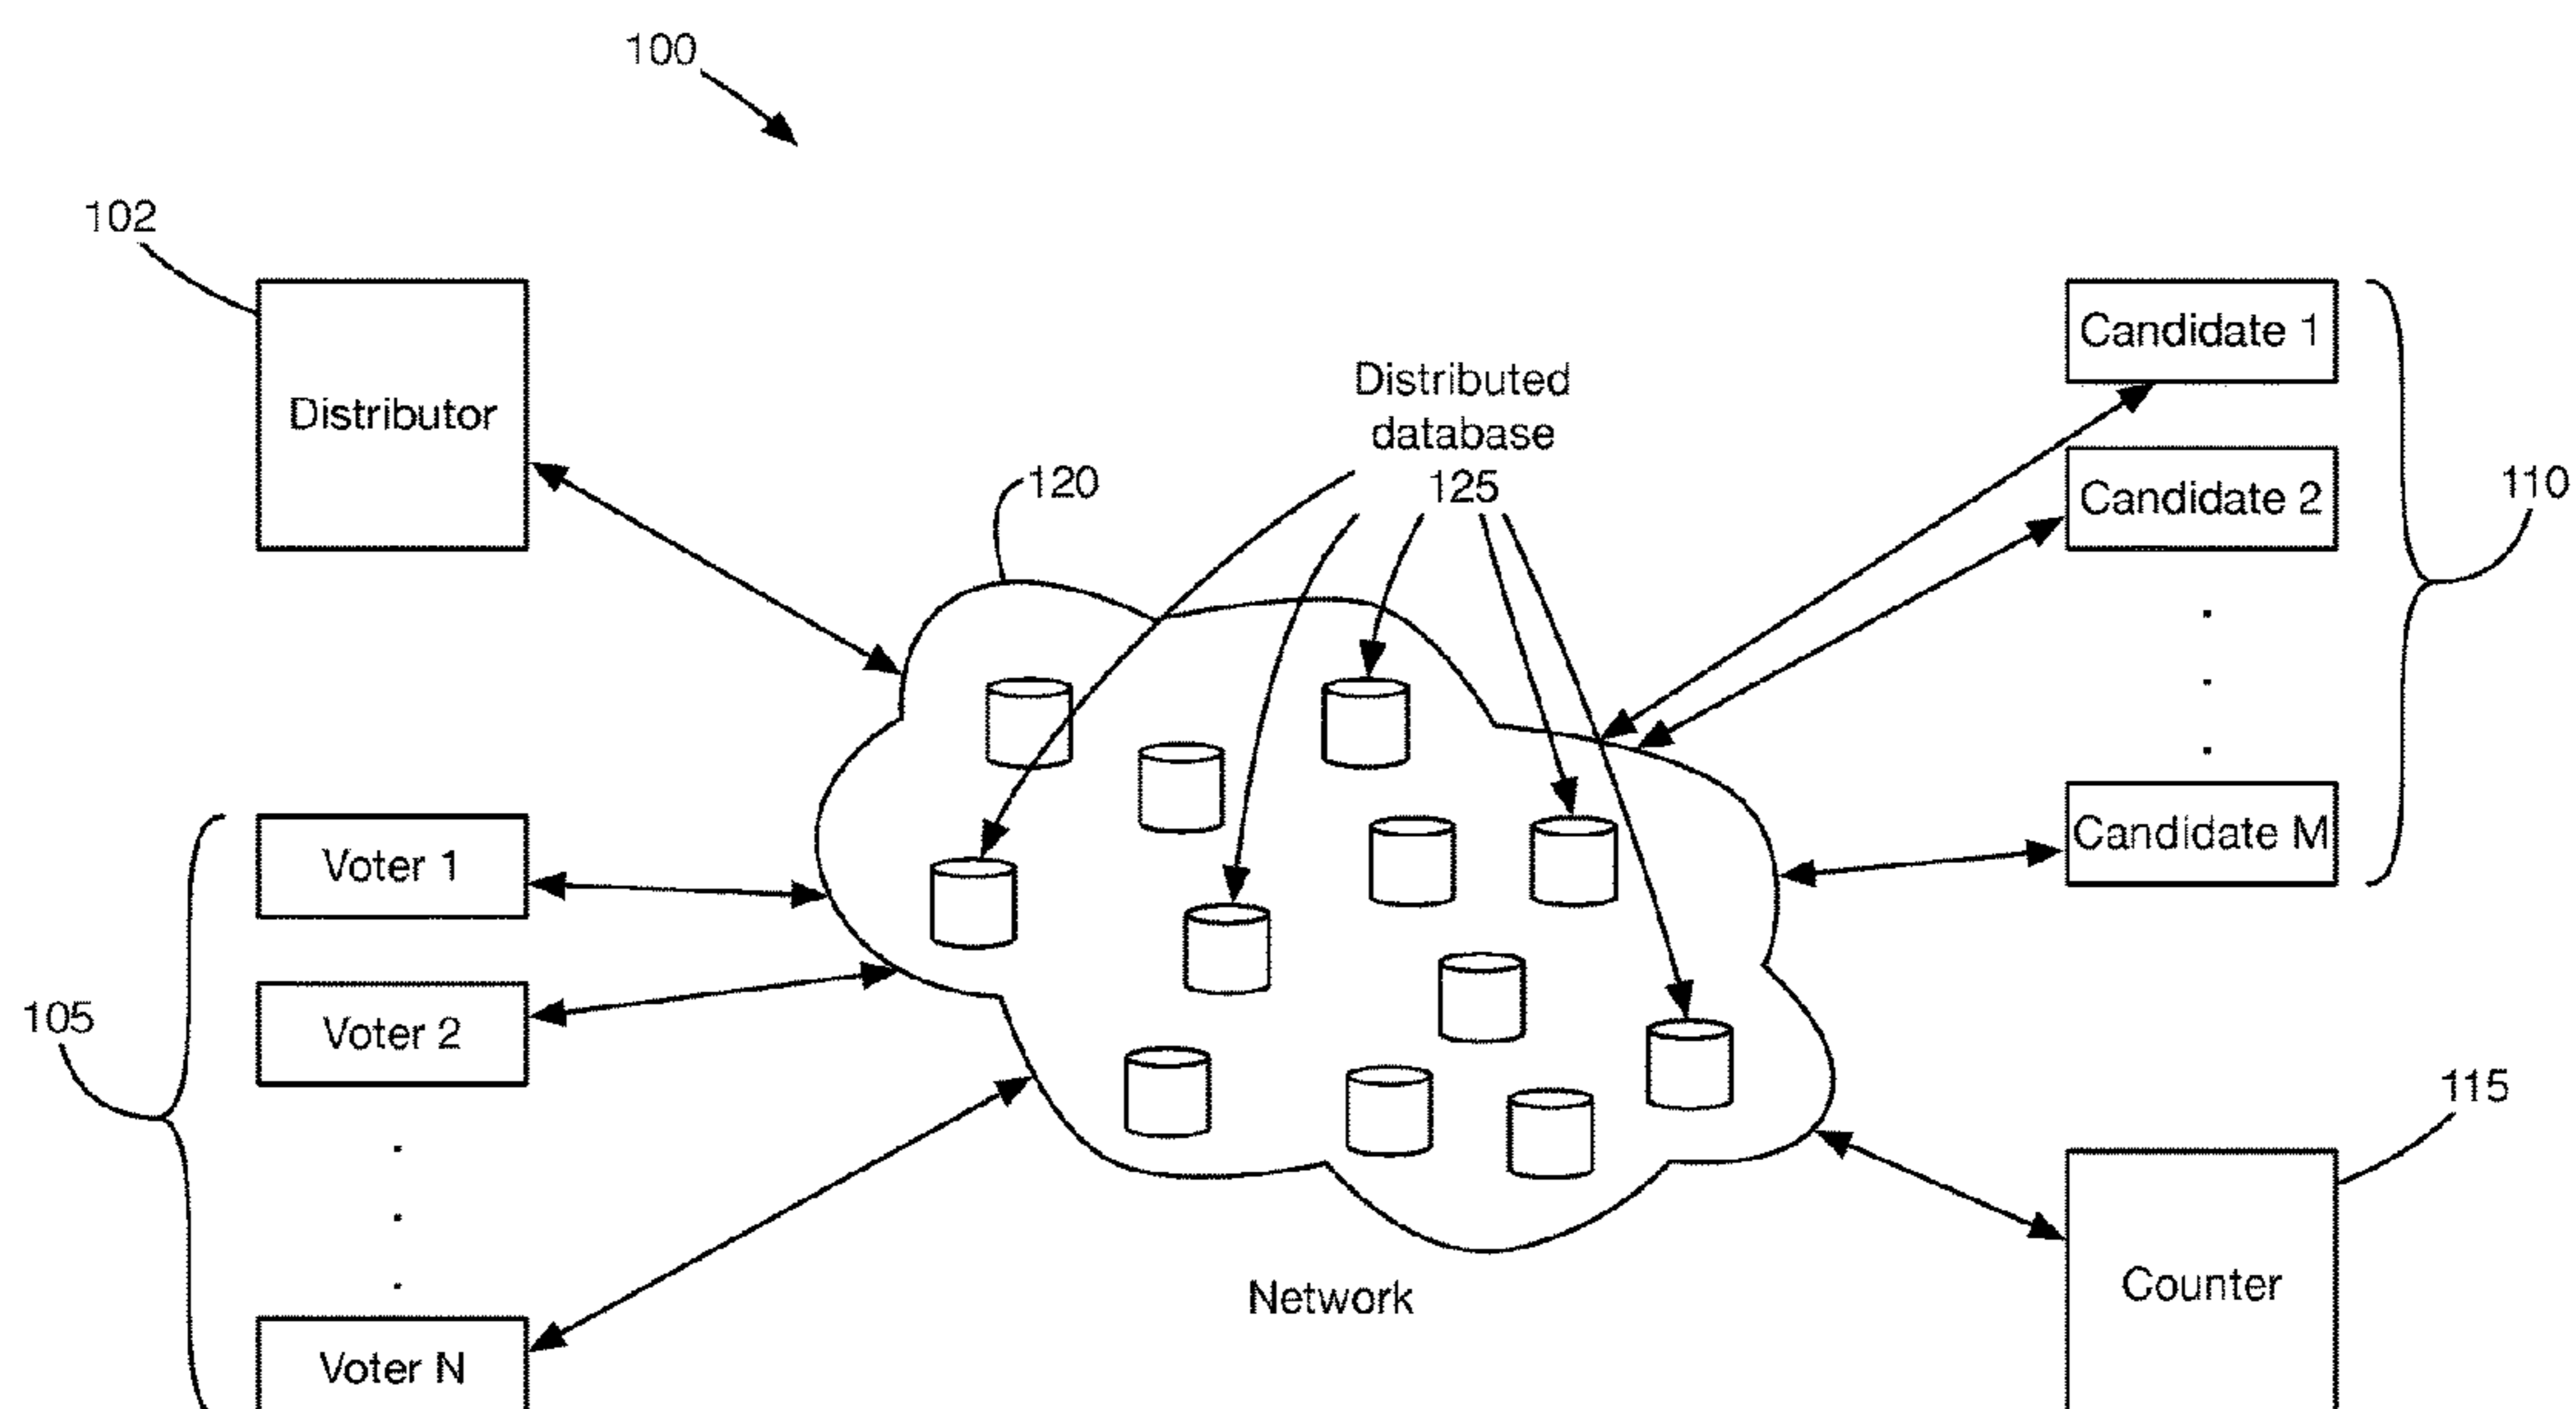 100
102
Distributor
Distributed
database
125
120
Candidate 1
Candidate 2
110
Candidate M
105
Voter 1
Voter 2
Voter N
115
Counter
Network